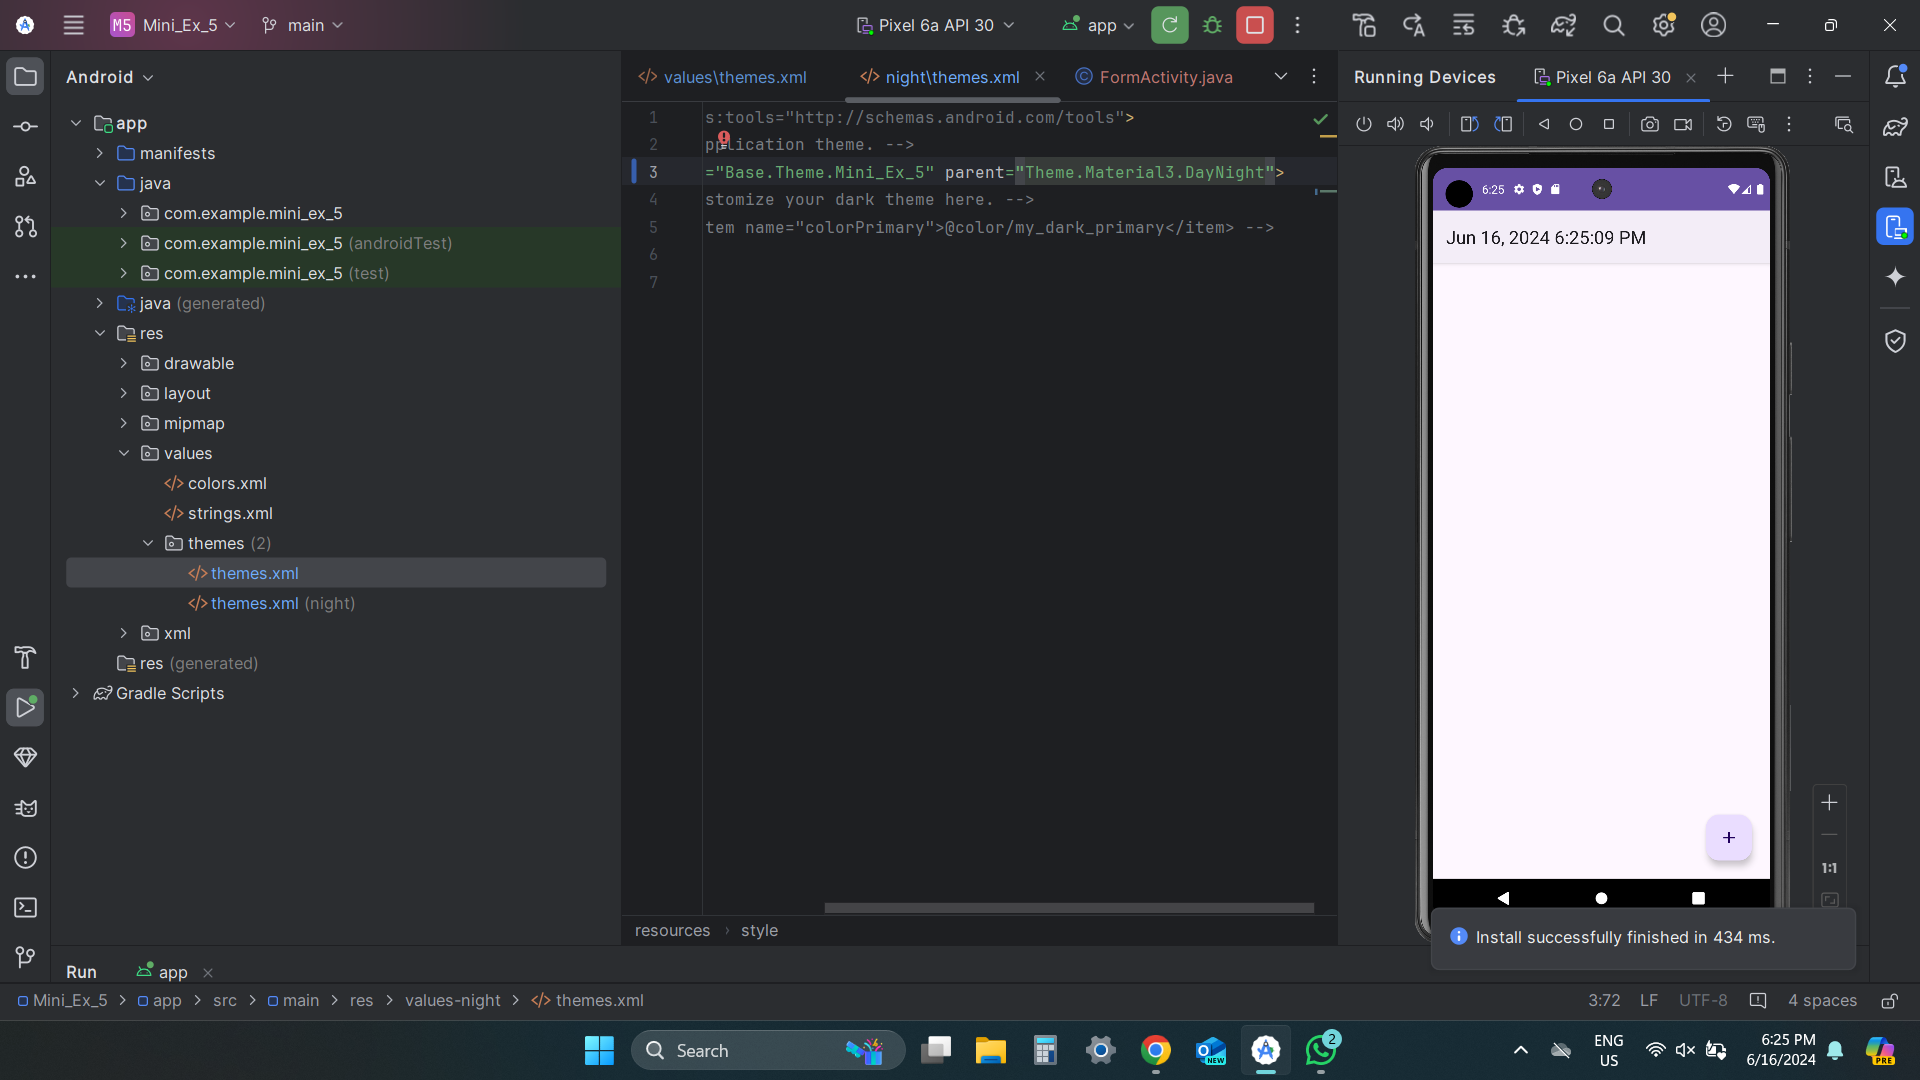 M5 Mini_Ex_5 main Pixel 6a API 30 app
Android
app
manifests
java
com.example.mini_ex_5
com.example.mini_ex_5 (androidTest)
com.example.mini_ex_5 (test)
java (generated)
res
drawable
layout
mipmap
values
</> colors.xml
</> strings.xml
themes (2)
</> themes.xml
</> themes.xml (night)
xml
res (generated)
Gradle Scripts
</> values\themes.xml </> night\themes.xml FormActivity.java
1 s:tools="http://schemas.android.com/tools">
2 pplication theme. -->
3 ="Base.Theme.Mini_Ex_5" parent="Theme.Material3.DayNight">
4 stomize your dark theme here. -->
5 tem name="colorPrimary">@color/my_dark_primary</item> -->
6
7
resources › style
Running Devices Pixel 6a API 30
6:25
Jun 16, 2024 6:25:09 PM
+
1:1
Install successfully finished in 434 ms.
Run app
Mini_Ex_5 > app > src > main > res > values-night > </> themes.xml
3:72 LF UTF-8 4 spaces
Search
NEW
2
ENG
US
6:25 PM
6/16/2024
PRE